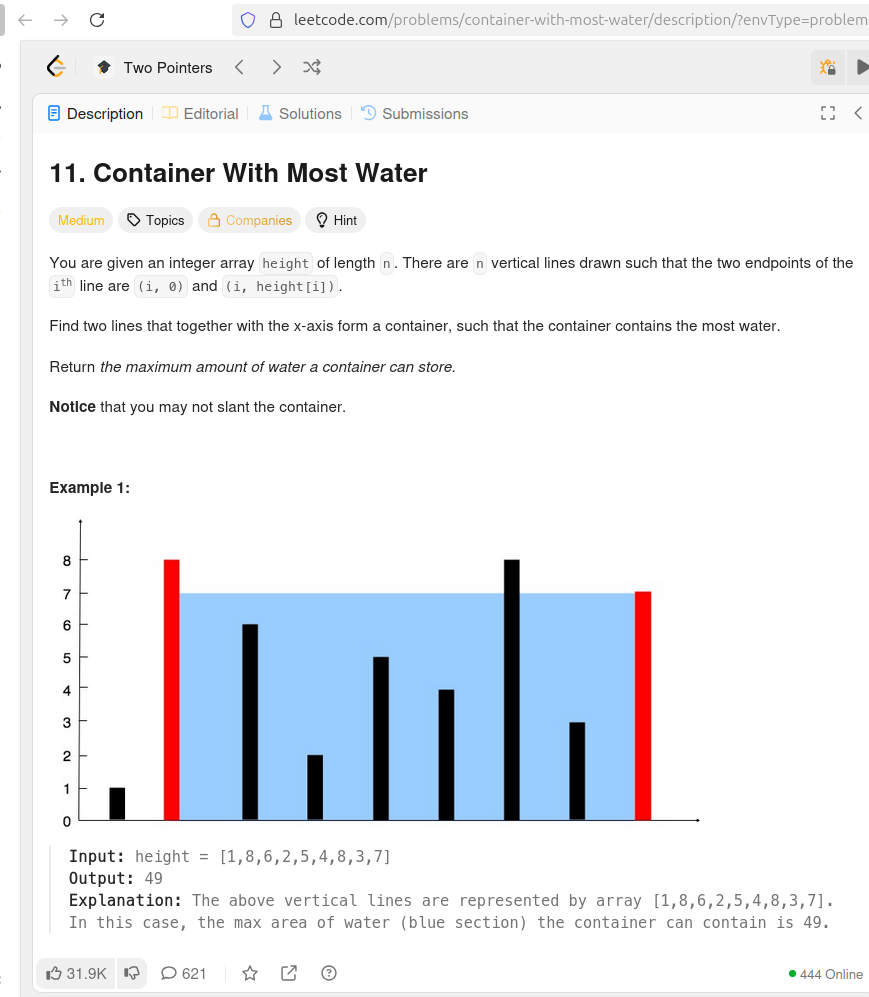 leetcode.com/problems/container-with-most-water/description/?envType=problem
Two Pointers
Description Editorial Solutions Submissions
11. Container With Most Water
Medium Topics Companies Hint
You are given an integer array height of length n. There are n vertical lines drawn such that the two endpoints of the
ith line are (i, 0) and (i, height[i]).
Find two lines that together with the x-axis form a container, such that the container contains the most water.
Return the maximum amount of water a container can store.
Notice that you may not slant the container.
Example 1:
8
7
6
5
4
3
2
1
0
Input: height = [1,8,6,2,5,4,8,3,7]
Output: 49
Explanation: The above vertical lines are represented by array [1,8,6,2,5,4,8,3,7].
In this case, the max area of water (blue section) the container can contain is 49.
31.9K 621 444 Online